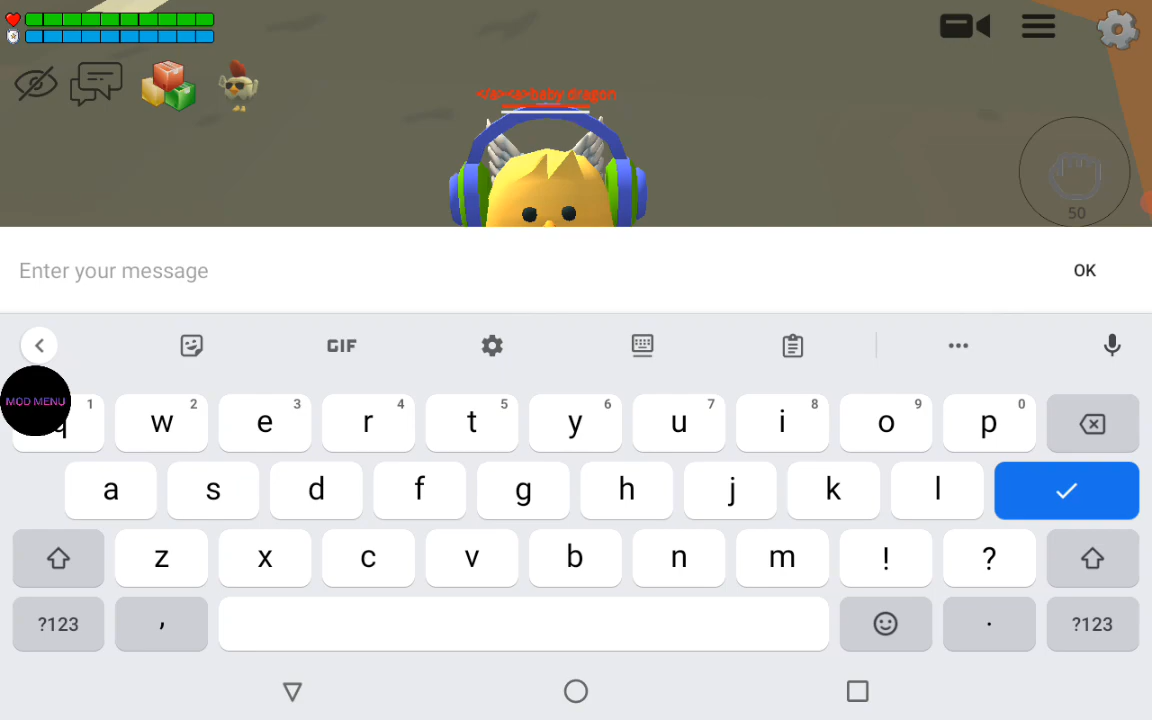 </a><a>baby dragon
50
Enter your message
OK
GIF
MOD MENU
q 1 w 2 e 3 r 4 t 5 y 6 u 7 i 8 o 9 p 0
a s d f g h j k l
z x c v b n m ! ?
?123 , . ?123